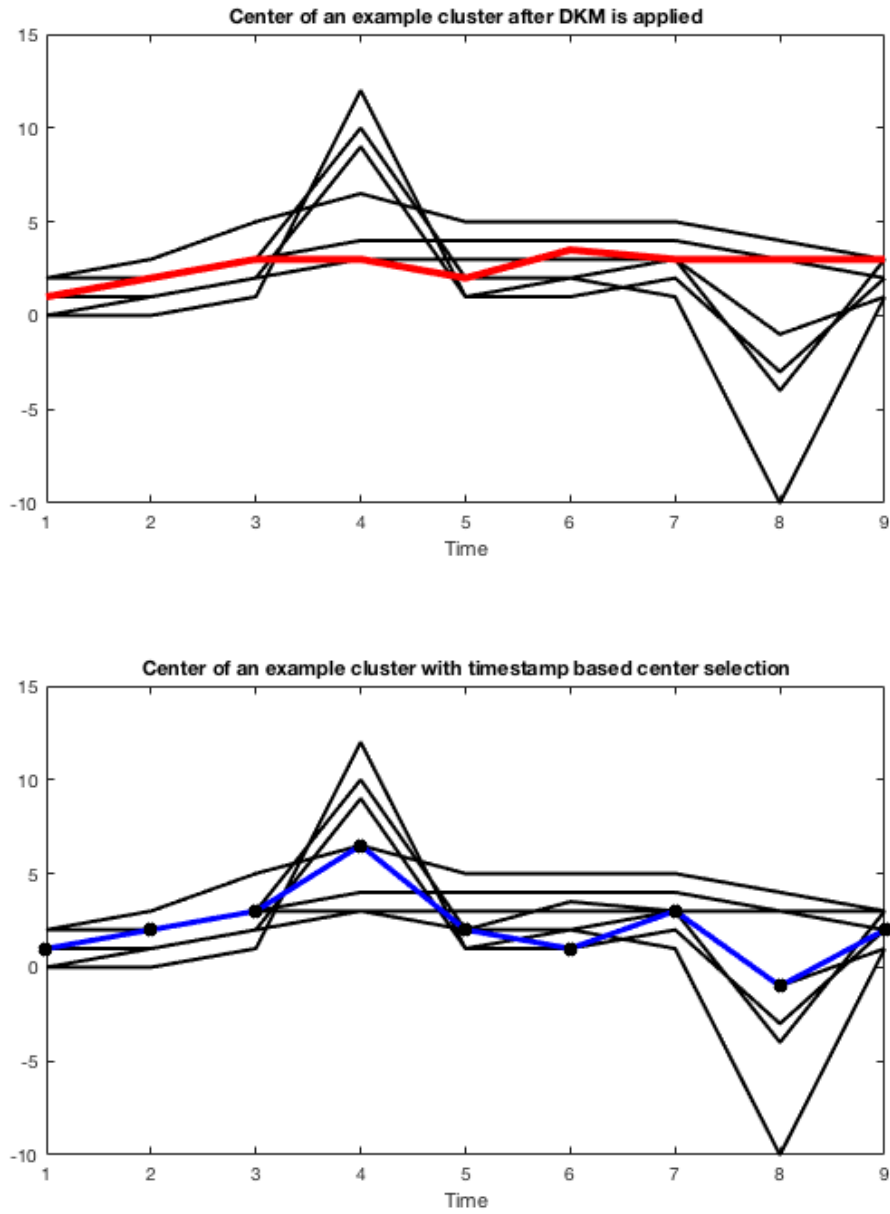 Center of an example cluster after DKM is applied
15
10
5
0
-5
-10
1 2 3 4 5 6 7 8 9
Time
Center of an example cluster with timestamp based center selection
15
10
5
0
-5
-10
1 2 3 4 5 6 7 8 9
Time